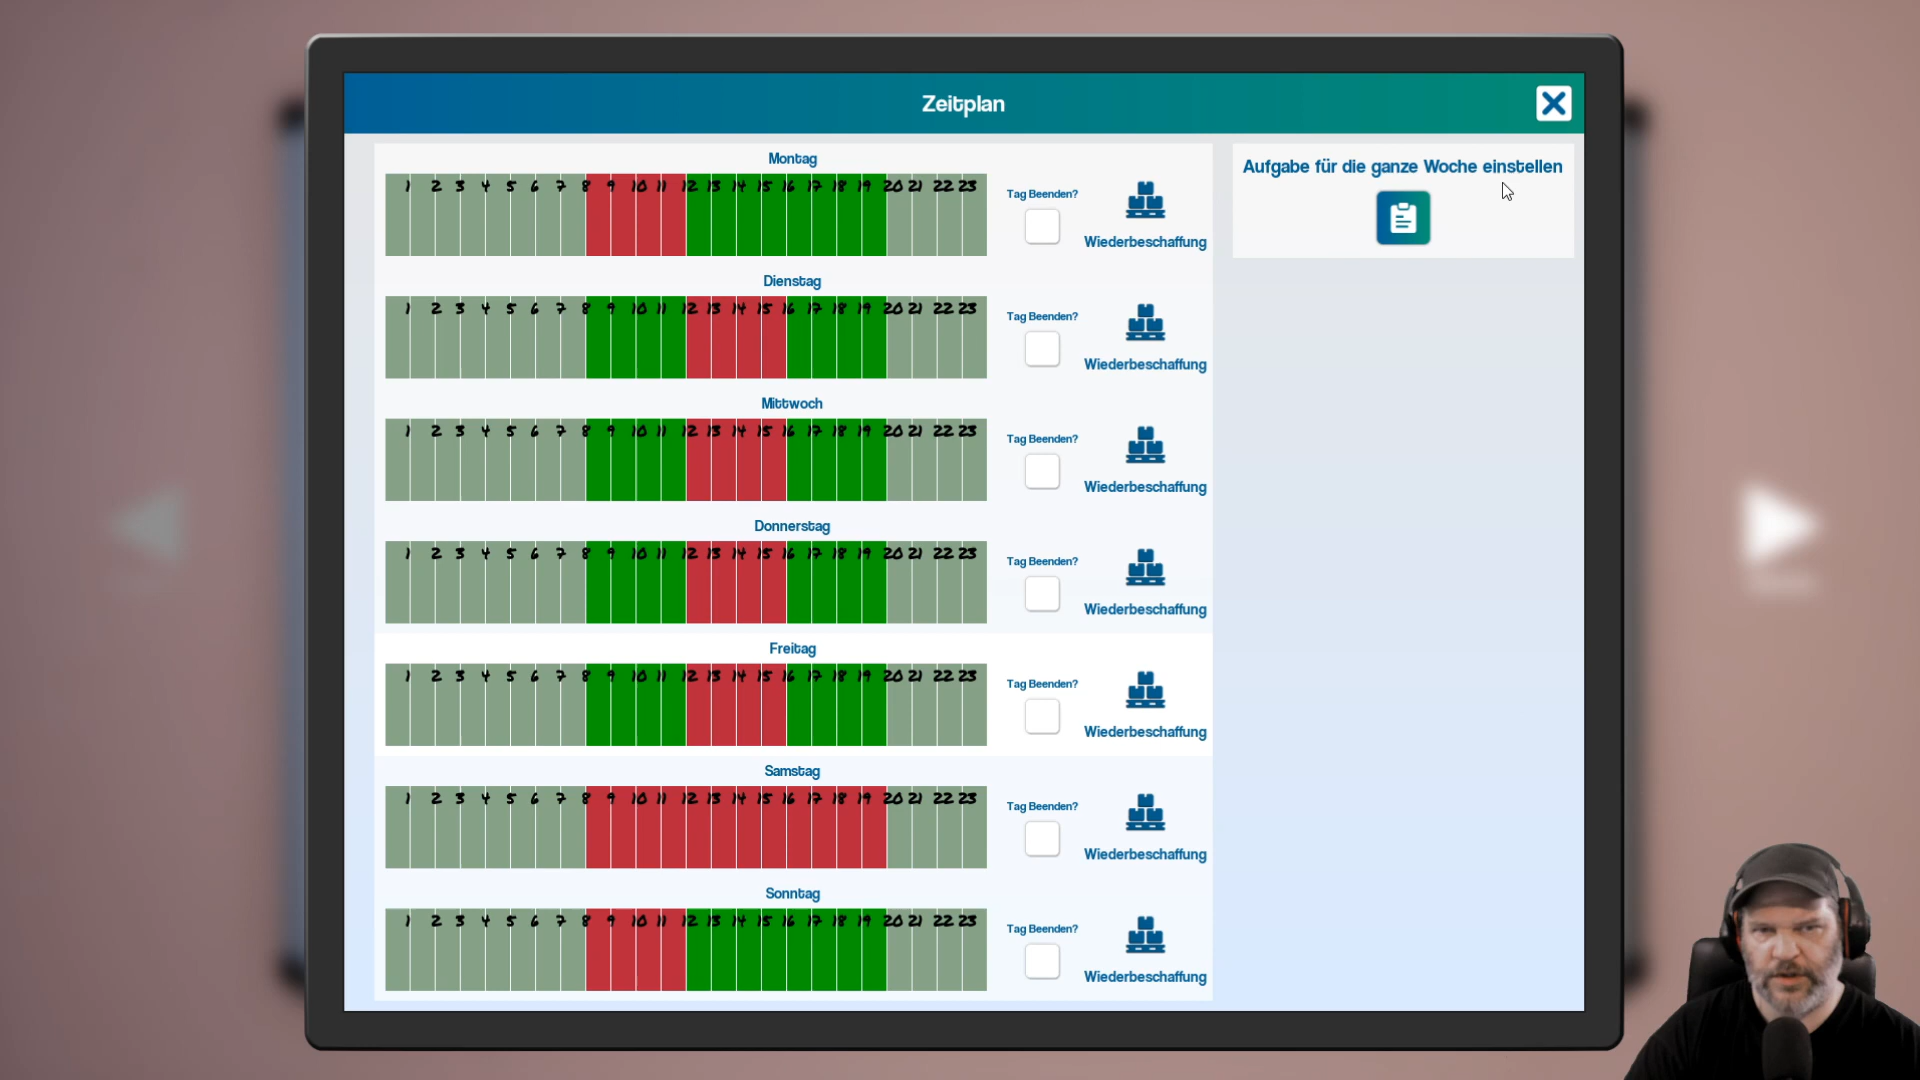 Zeitplan
Aufgabe für die ganze Woche einstellen
Montag
1 2 3 4 5 6 7 8 9 10 11 12 13 14 15 16 17 18 19 20 21 22 23
Tag Beenden?
Wiederbeschaffung
Dienstag
1 2 3 4 5 6 7 8 9 10 11 12 13 14 15 16 17 18 19 20 21 22 23
Tag Beenden?
Wiederbeschaffung
Mittwoch
1 2 3 4 5 6 7 8 9 10 11 12 13 14 15 16 17 18 19 20 21 22 23
Tag Beenden?
Wiederbeschaffung
Donnerstag
1 2 3 4 5 6 7 8 9 10 11 12 13 14 15 16 17 18 19 20 21 22 23
Tag Beenden?
Wiederbeschaffung
Freitag
1 2 3 4 5 6 7 8 9 10 11 12 13 14 15 16 17 18 19 20 21 22 23
Tag Beenden?
Wiederbeschaffung
Samstag
1 2 3 4 5 6 7 8 9 10 11 12 13 14 15 16 17 18 19 20 21 22 23
Tag Beenden?
Wiederbeschaffung
Sonntag
1 2 3 4 5 6 7 8 9 10 11 12 13 14 15 16 17 18 19 20 21 22 23
Tag Beenden?
Wiederbeschaffung